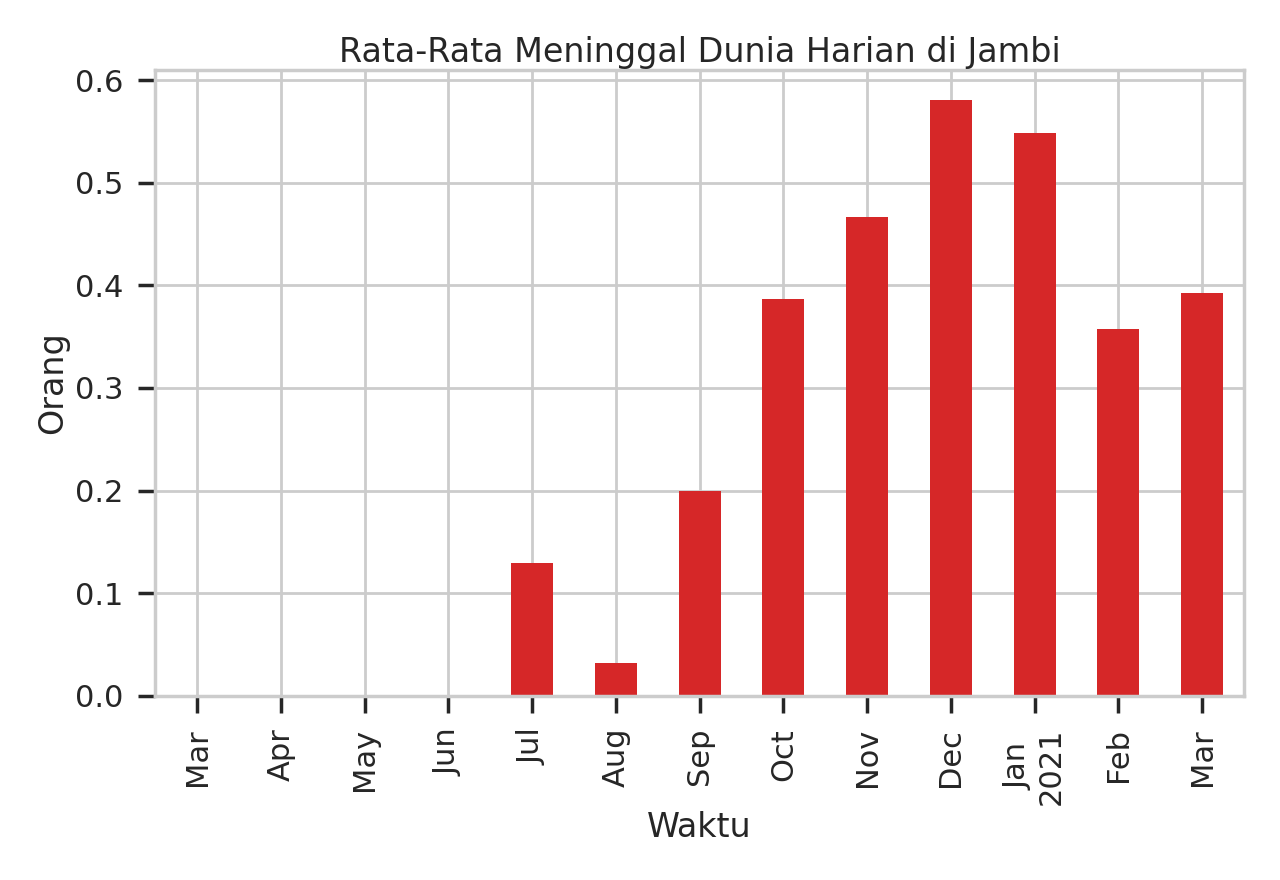 Rata-Rata Meninggal Dunia Harian di Jambi
0.6
0.5
0.4
0.3
0.2
0.1
0.0
Orang
Mar
Apr
May
Jun
Jul
Aug
Sep
Oct
Nov
Dec
Jan
2021
Feb
Mar
Waktu